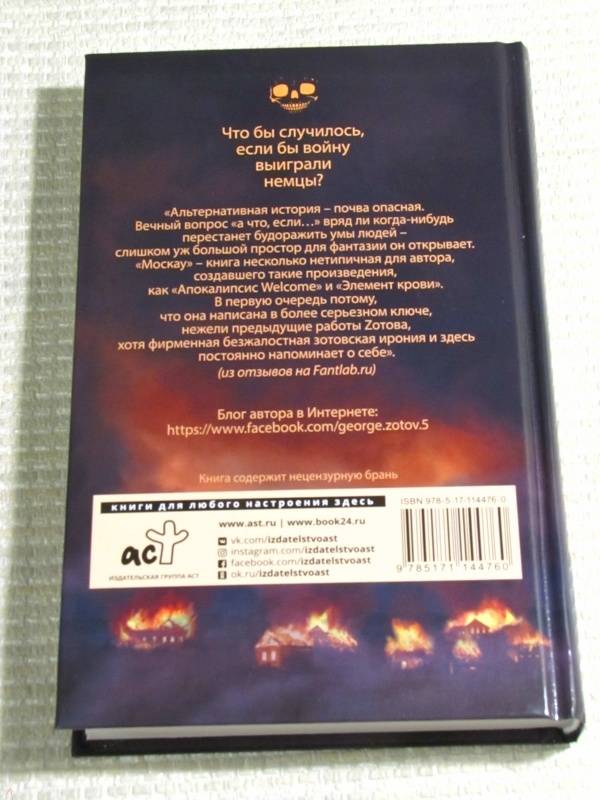 Что бы случилось,
если бы войну
выиграли
немцы?
«Альтернативная история – почва опасная.
Вечный вопрос «а что, если…» вряд ли когда-нибудь
перестанет будоражить умы людей –
слишком уж большой простор для фантазии он открывает.
«Москау» – книга несколько нетипичная для автора,
создавшего такие произведения,
как «Апокалипсис Welcome» и «Элемент крови».
В первую очередь потому,
что она написана в более серьезном ключе,
нежели предыдущие работы Zотова,
хотя фирменная безжалостная зотовская ирония и здесь
постоянно напоминает о себе».
(из отзывов на Fantlab.ru)
Блог автора в Интернете:
https://www.facebook.com/george.zotov.5
Книга содержит нецензурную брань
книги для любого настроения здесь
ISBN 978-5-17-114476-0
www.ast.ru | www.book24.ru
vk.com/izdatelstvoast
instagram.com/izdatelstvoast
facebook.com/izdatelstvoast
ok.ru/izdatelstvoast
аст
ИЗДАТЕЛЬСКАЯ ГРУППА АСТ
9 785171 144760